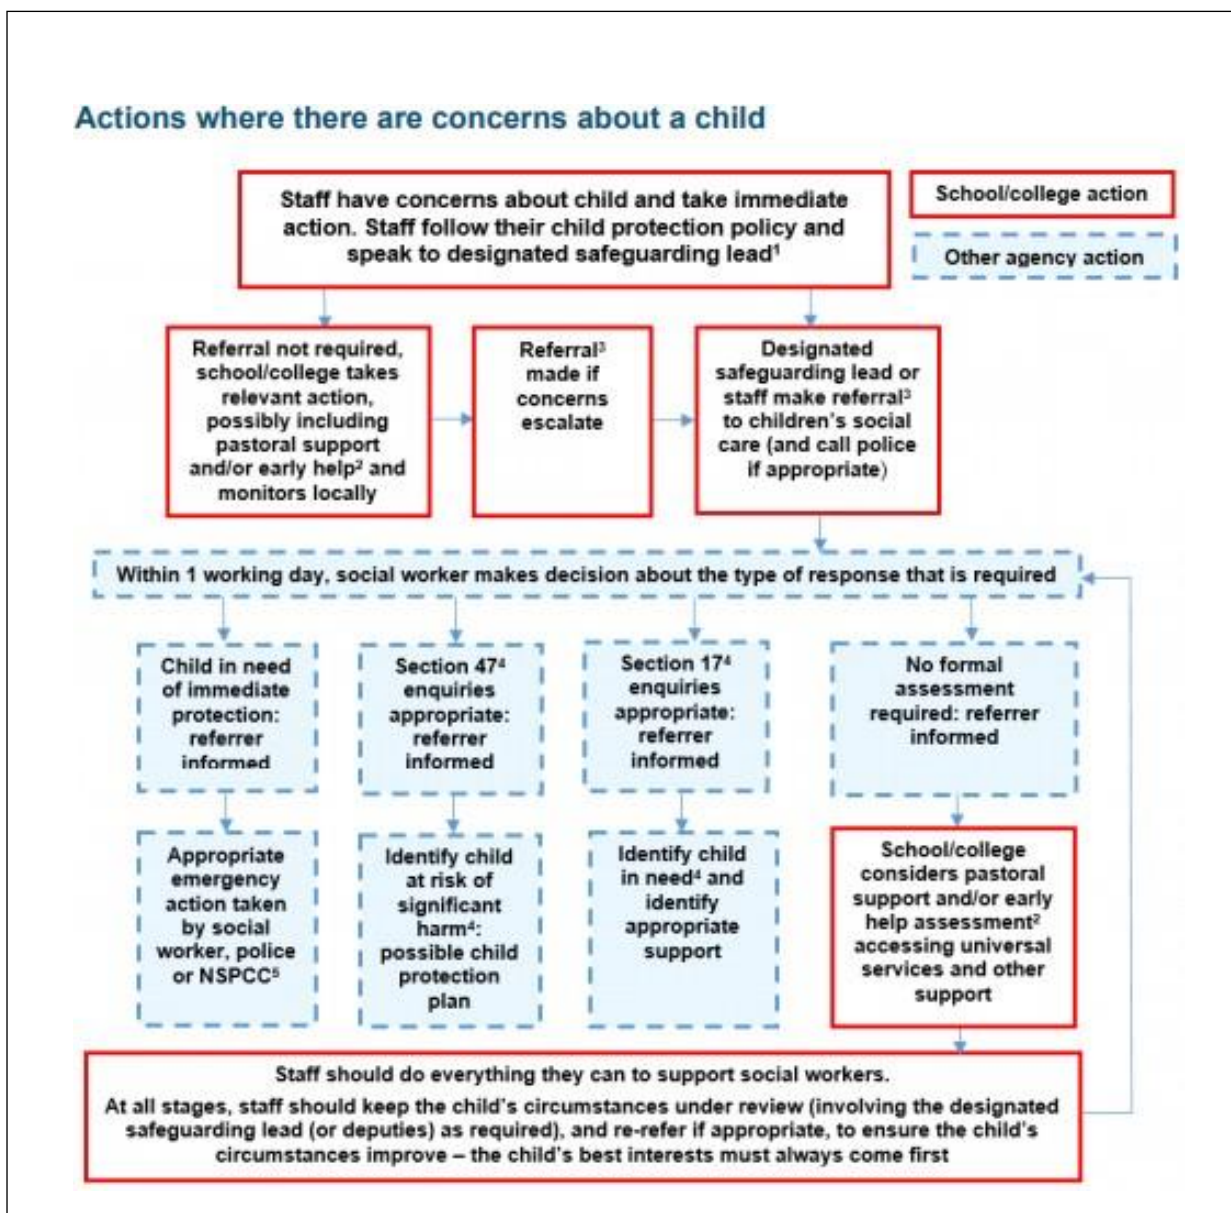 Actions where there are concerns about a child
Staff have concerns about child and take immediate
action. Staff follow their child protection policy and
speak to designated safeguarding lead¹
School/college action
Other agency action
Referral not required,
school/college takes
relevant action,
possibly including
pastoral support
and/or early help² and
monitors locally
Referral³
made if
concerns
escalate
Designated
safeguarding lead or
staff make referral³
to children’s social
care (and call police
if appropriate)
Within 1 working day, social worker makes decision about the type of response that is required
Child in need
of immediate
protection:
referrer
informed
Section 47⁴
enquiries
appropriate:
referrer
informed
Section 17⁴
enquiries
appropriate:
referrer
informed
No formal
assessment
required: referrer
informed
Appropriate
emergency
action taken
by social
worker, police
or NSPCC⁵
Identify child
at risk of
significant
harm⁴:
possible child
protection
plan
Identify child
in need⁴ and
identify
appropriate
support
School/college
considers pastoral
support and/or early
help assessment²
accessing universal
services and other
support
Staff should do everything they can to support social workers.
At all stages, staff should keep the child’s circumstances under review (involving the designated
safeguarding lead (or deputies) as required), and re-refer if appropriate, to ensure the child’s
circumstances improve – the child’s best interests must always come first